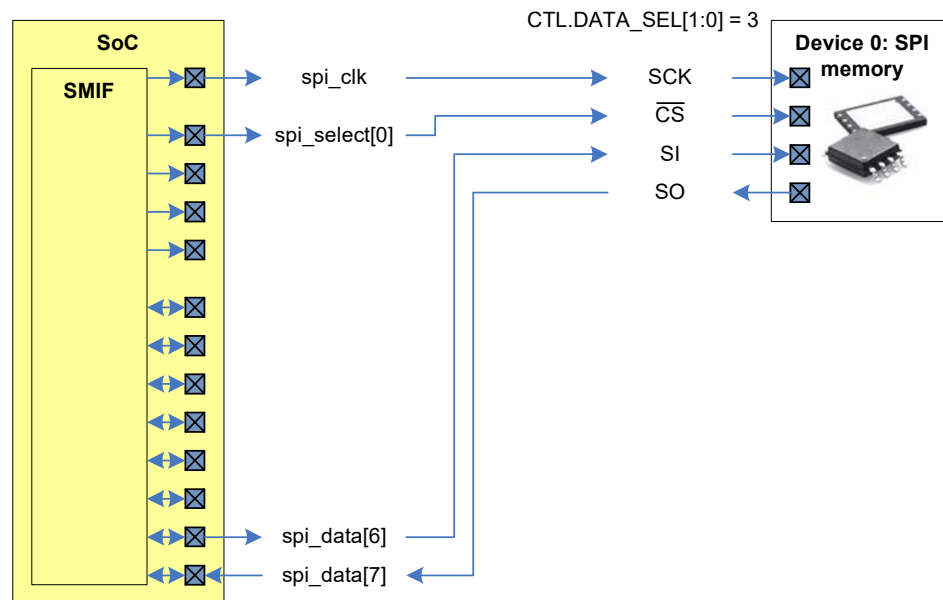 CTL.DATA_SEL[1:0] = 3
SoC
SMIF
Device 0: SPI
memory
spi_clk
SCK
spi_select[0]
CS
SI
SO
spi_data[6]
spi_data[7]